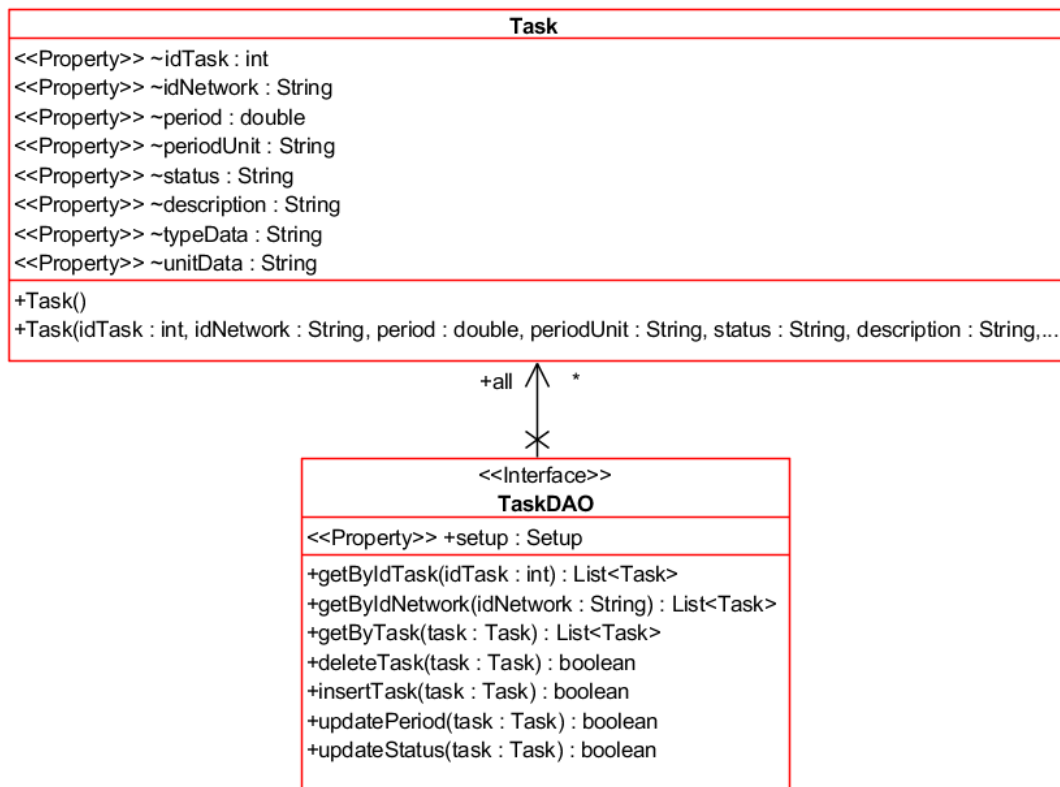 Task
<<Property>> ~idTask : int
<<Property>> ~idNetwork : String
<<Property>> ~period : double
<<Property>> ~periodUnit : String
<<Property>> ~status : String
<<Property>> ~description : String
<<Property>> ~typeData : String
<<Property>> ~unitData : String
+Task()
+Task(idTask : int, idNetwork : String, period : double, periodUnit : String, status : String, description : String,...
+all *
<<Interface>>
TaskDAO
<<Property>> +setup : Setup
+getByIdTask(idTask : int) : List<Task>
+getByIdNetwork(idNetwork : String) : List<Task>
+getByTask(task : Task) : List<Task>
+deleteTask(task : Task) : boolean
+insertTask(task : Task) : boolean
+updatePeriod(task : Task) : boolean
+updateStatus(task : Task) : boolean